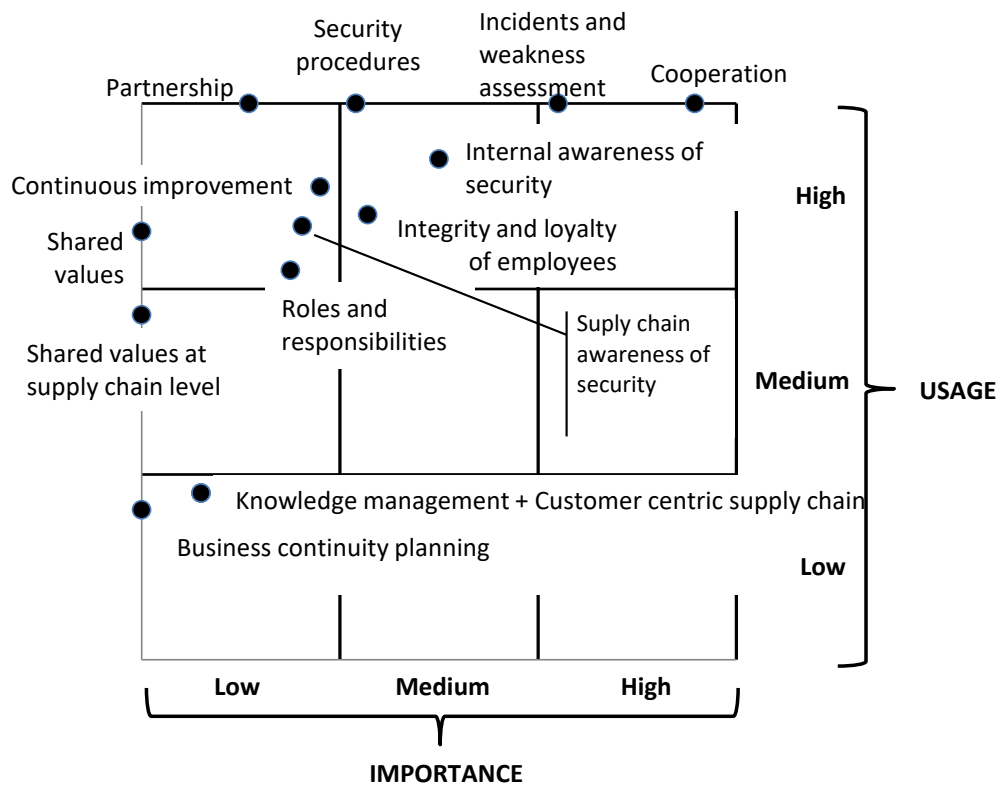 Security
procedures
Incidents and
weakness
assessment
Partnership
Cooperation
Internal awareness of
security
Continuous improvement
High
Shared
values
Integrity and loyalty
of employees
Roles and
responsibilities
Suply chain
awareness of
security
Shared values at
supply chain level
Medium
USAGE
Knowledge management + Customer centric supply chain
Business continuity planning
Low
Low
Medium
High
IMPORTANCE